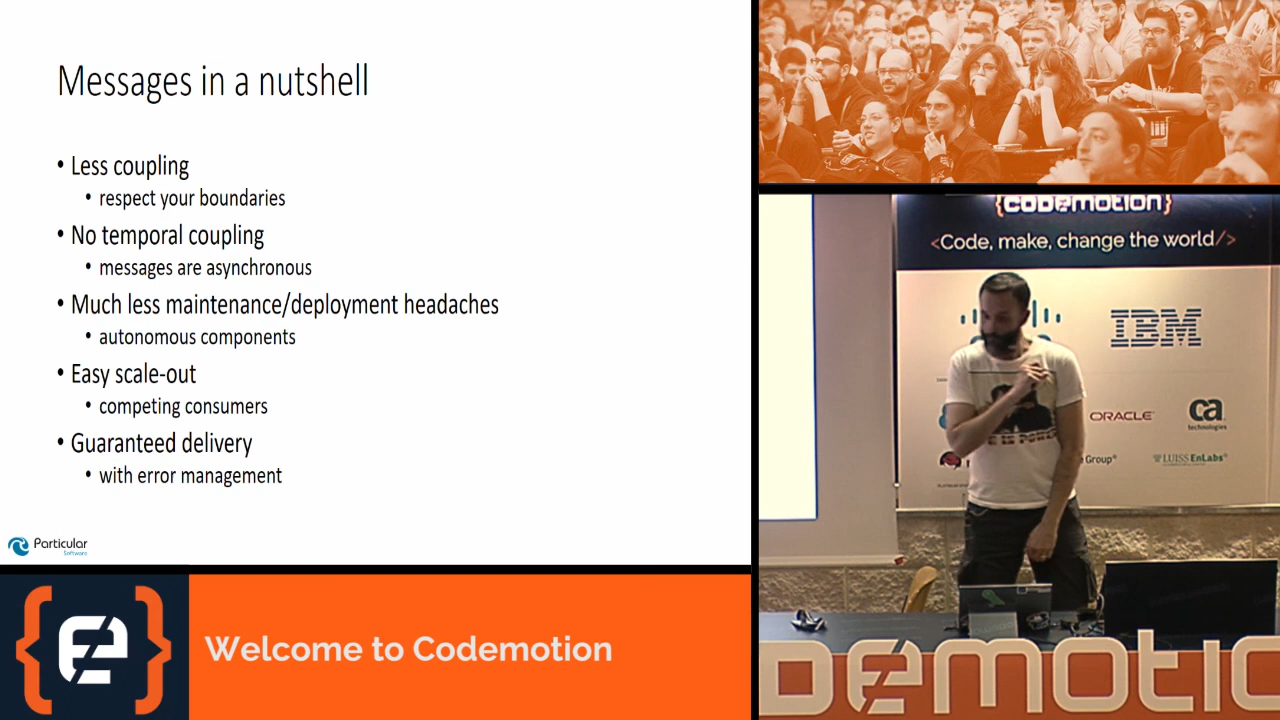 Messages in a nutshell
• Less coupling
• respect your boundaries
• No temporal coupling
• messages are asynchronous
• Much less maintenance/deployment headaches
• autonomous components
• Easy scale-out
• competing consumers
• Guaranteed delivery
• with error management
Particular
Software
Welcome to Codemotion
{codemotion}
<Code, make, change the world/>
IBM
ORACLE
ca
technologies
Group
LUISS EnLabs
demotio